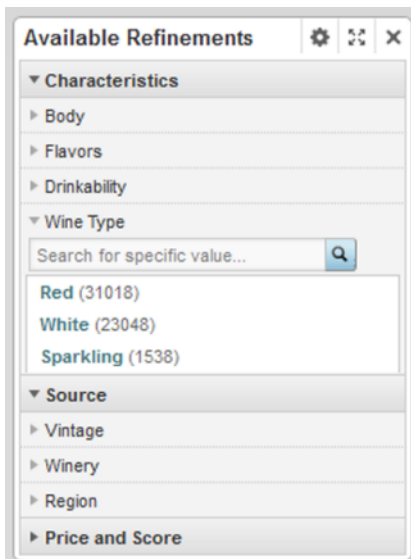 Available Refinements
Characteristics
Body
Flavors
Drinkability
Wine Type
Search for specific value...
Red (31018)
White (23048)
Sparkling (1538)
Source
Vintage
Winery
Region
Price and Score